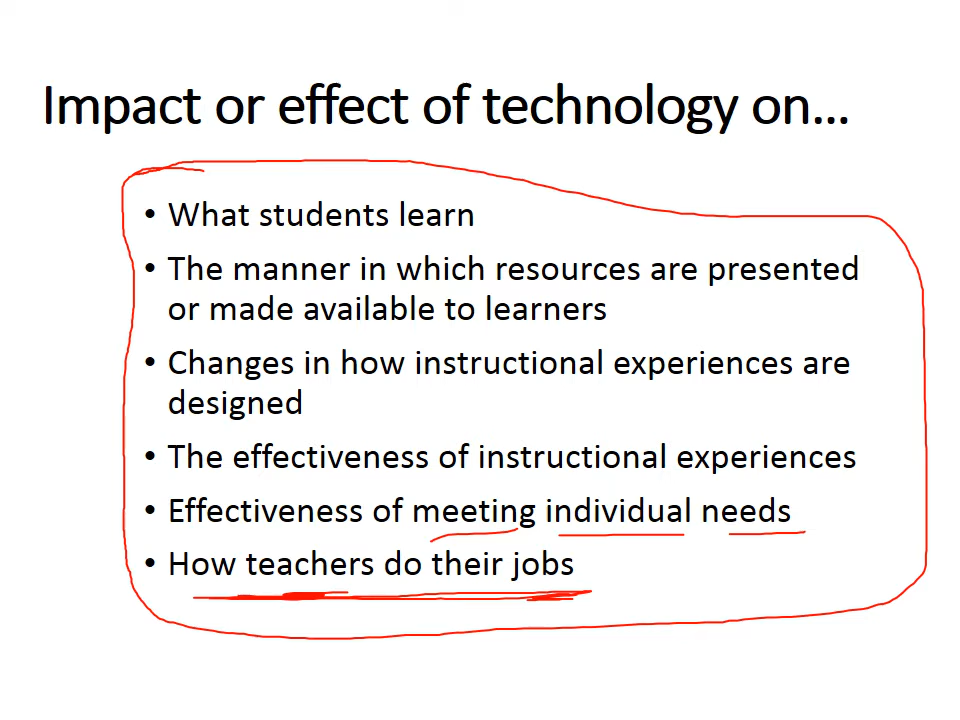 Impact or effect of technology on...
• What students learn
• The manner in which resources are presented
or made available to learners
• Changes in how instructional experiences are
designed
• The effectiveness of instructional experiences
• Effectiveness of meeting individual needs
• How teachers do their jobs